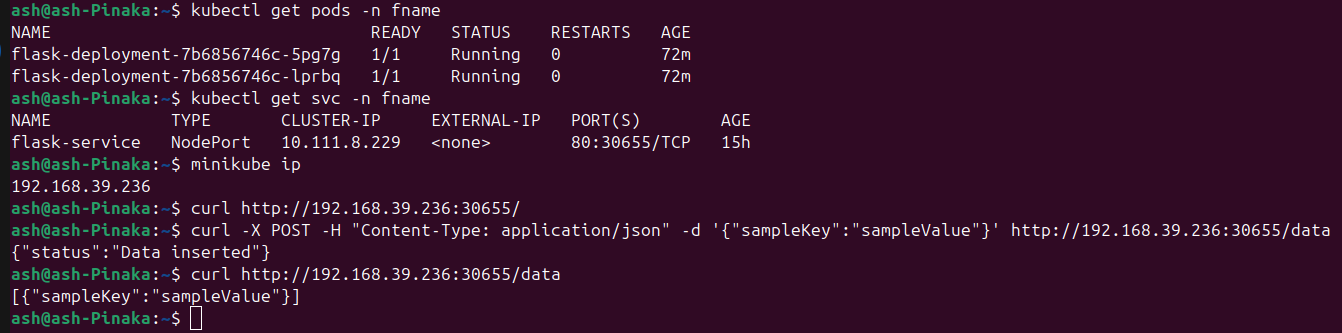 ash@ash-Pinaka:~$ kubectl get pods -n fname
NAME READY STATUS RESTARTS AGE
flask-deployment-7b6856746c-5pg7g 1/1 Running 0 72m
flask-deployment-7b6856746c-lprbq 1/1 Running 0 72m
ash@ash-Pinaka:~$ kubectl get svc -n fname
NAME TYPE CLUSTER-IP EXTERNAL-IP PORT(S) AGE
flask-service NodePort 10.111.8.229 <none> 80:30655/TCP 15h
ash@ash-Pinaka:~$ minikube ip
192.168.39.236
ash@ash-Pinaka:~$ curl http://192.168.39.236:30655/
ash@ash-Pinaka:~$ curl -X POST -H "Content-Type: application/json" -d '{"sampleKey":"sampleValue"}' http://192.168.39.236:30655/data
{"status":"Data inserted"}
ash@ash-Pinaka:~$ curl http://192.168.39.236:30655/data
[{"sampleKey":"sampleValue"}]
ash@ash-Pinaka:~$